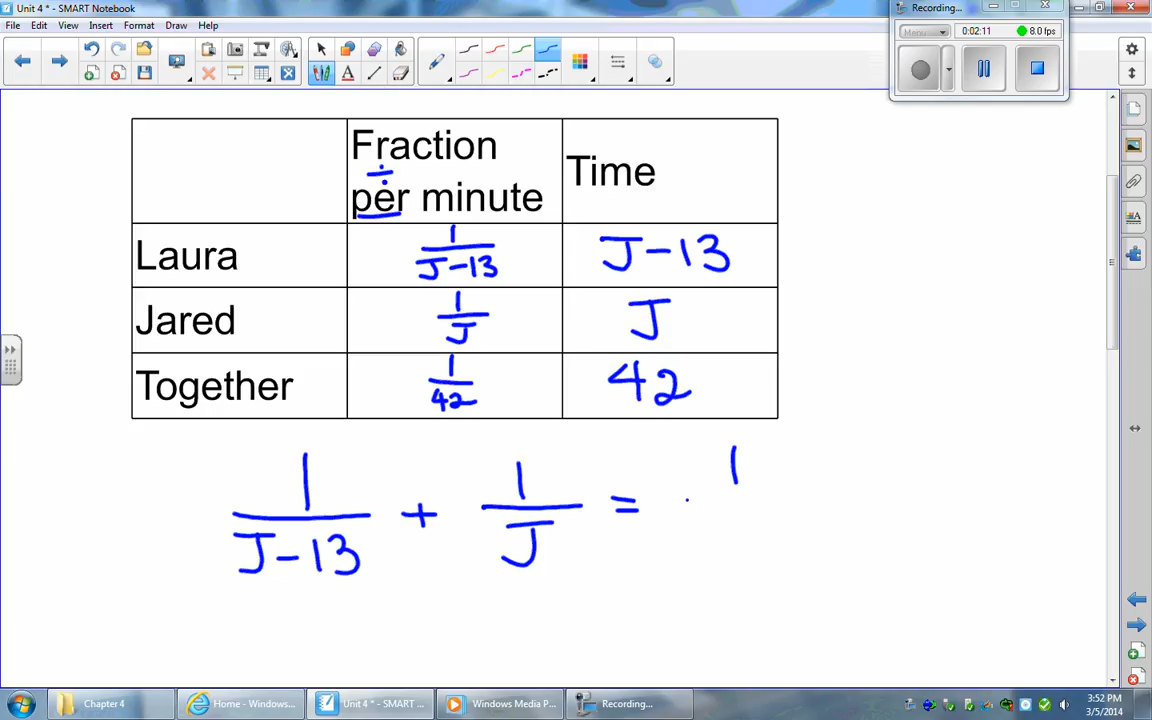 Unit 4 * - SMART Notebook
Recording...
File Edit View Insert Format Tools Draw Help
Menu
0:02:11
8.0 fps
Fraction ÷ per minute
Time
Laura
1/(J-13)
J-13
Jared
1/J
J
Together
1/42
42
1/(J-13) + 1/J = 1
Chapter 4
Home - Windows...
Unit 4 * - SMART ...
Windows Media P...
Recording...
3:52 PM
3/5/2014